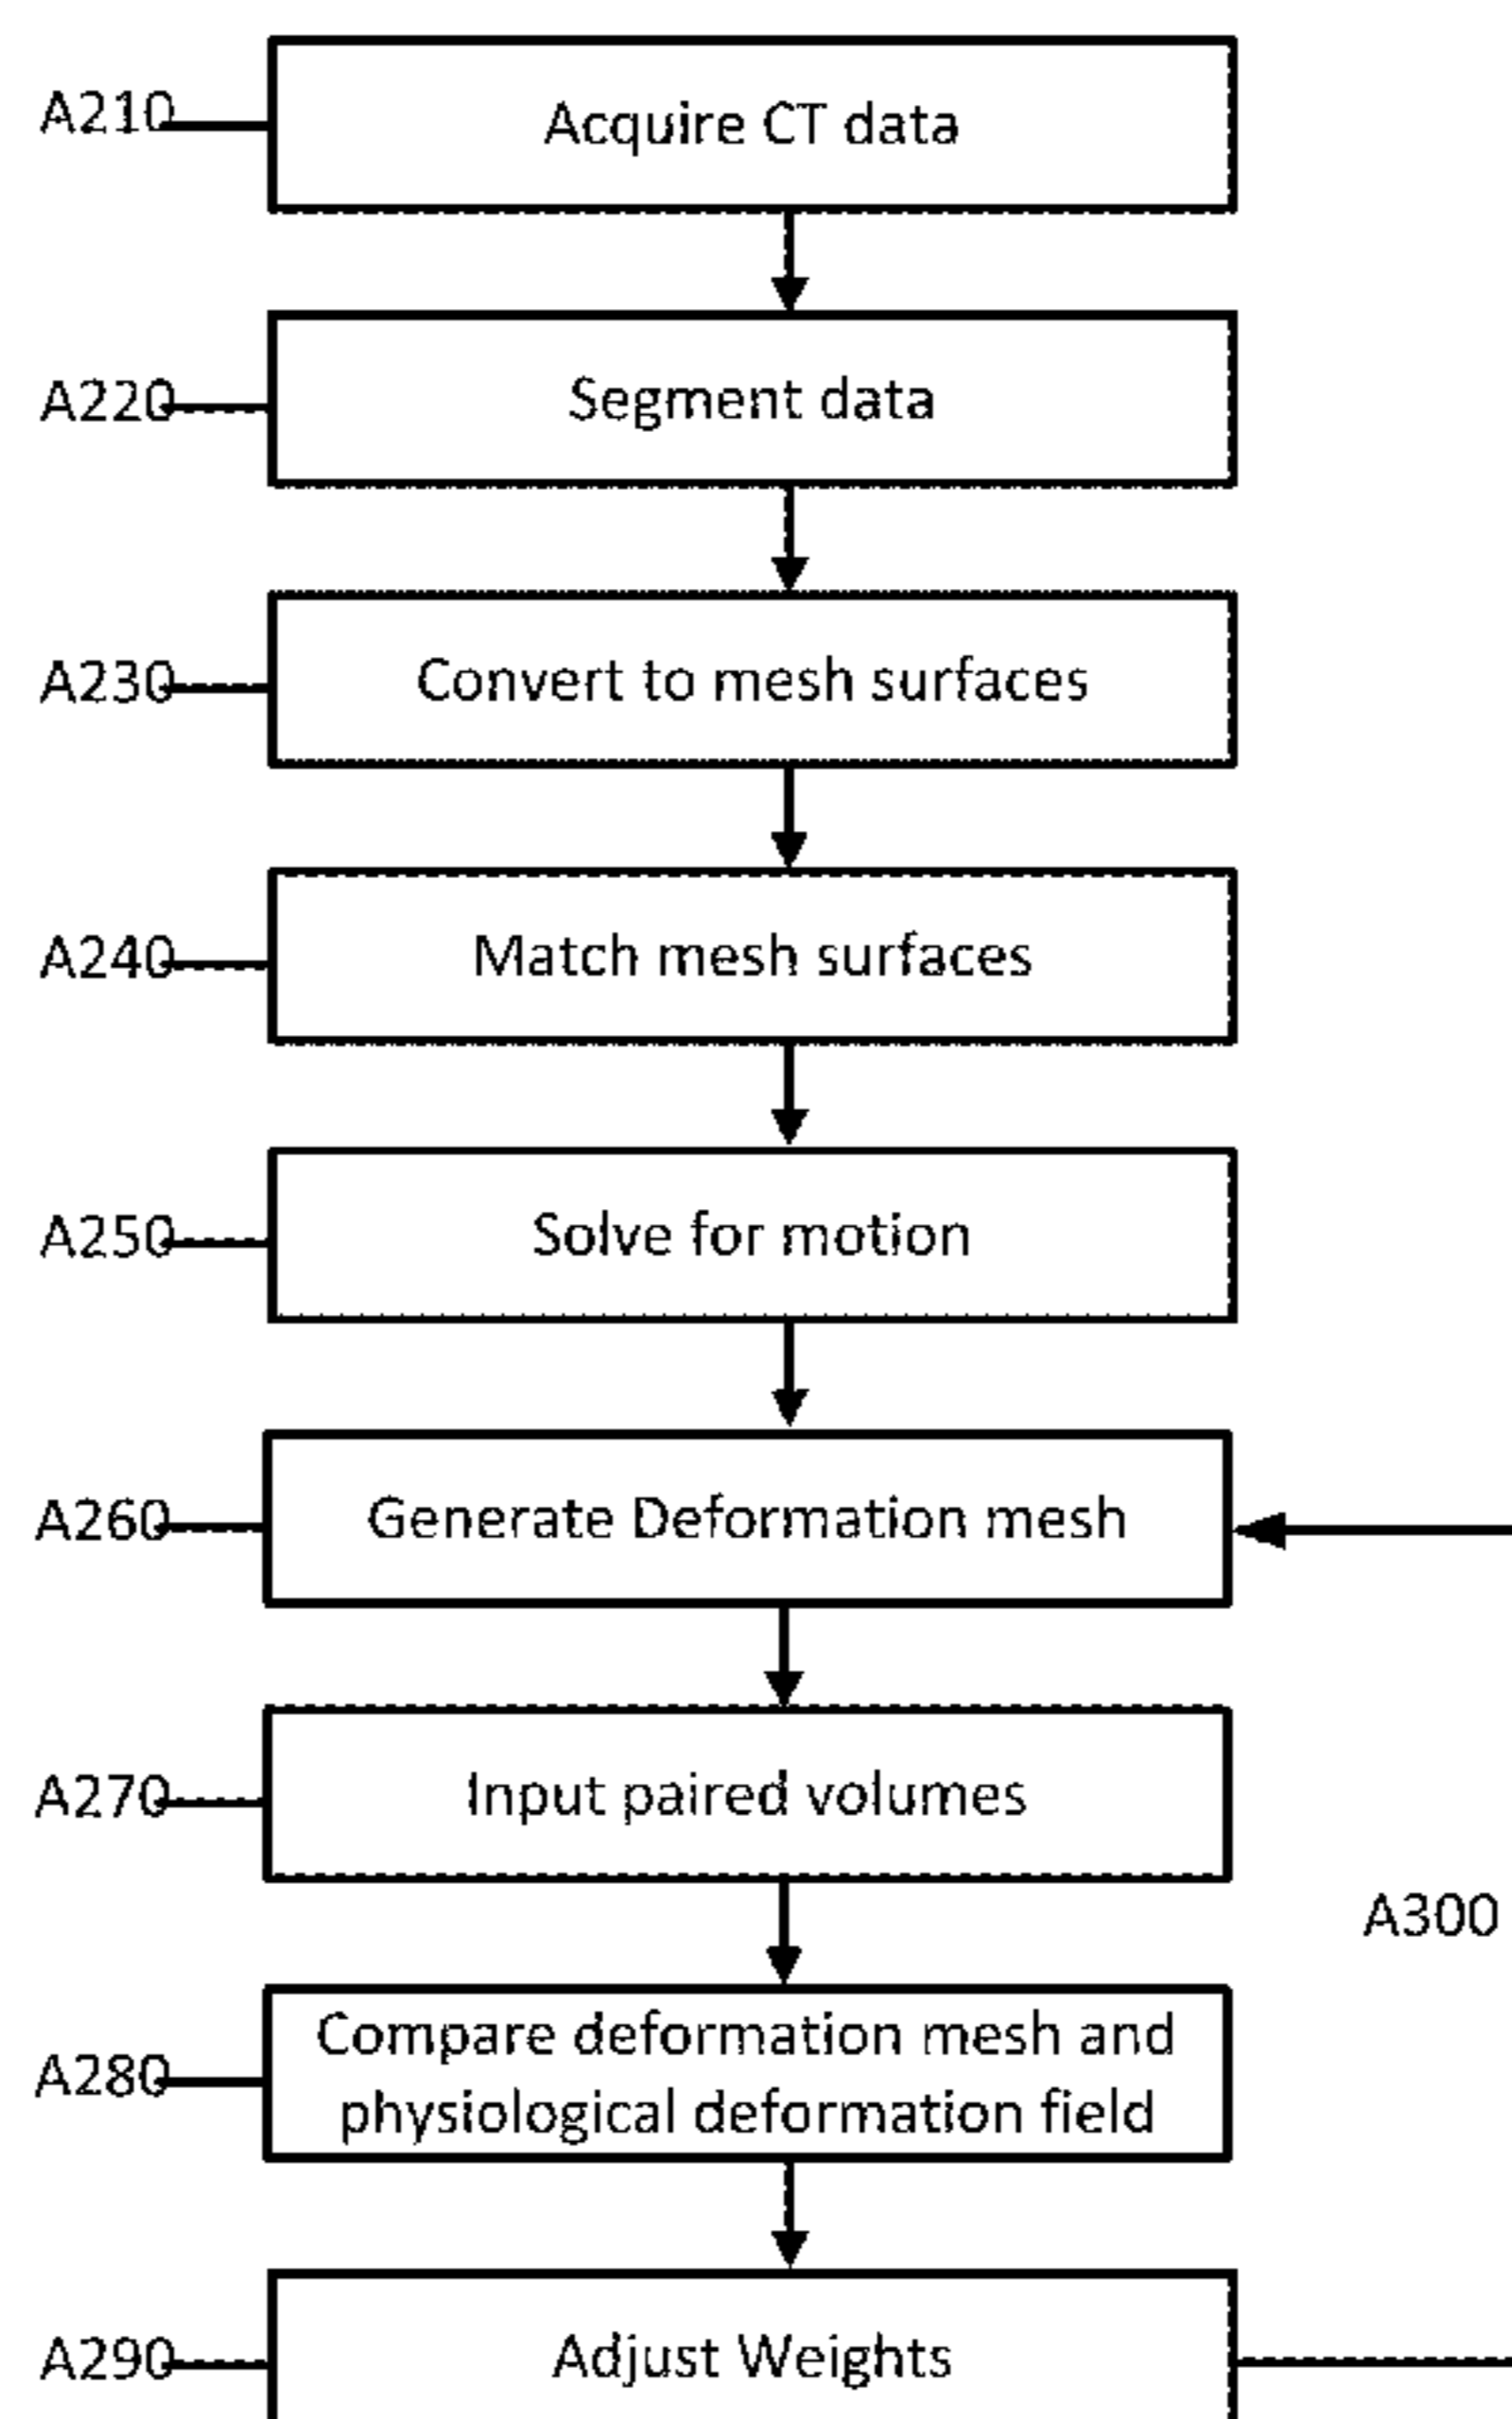 A210
Acquire CT data
A220
Segment data
A230
Convert to mesh surfaces
A240
Match mesh surfaces
A250
Solve for motion
A260
Generate Deformation mesh
A270
Input paired volumes
A300
A280
Compare deformation mesh and
physiological deformation field
A290
Adjust Weights